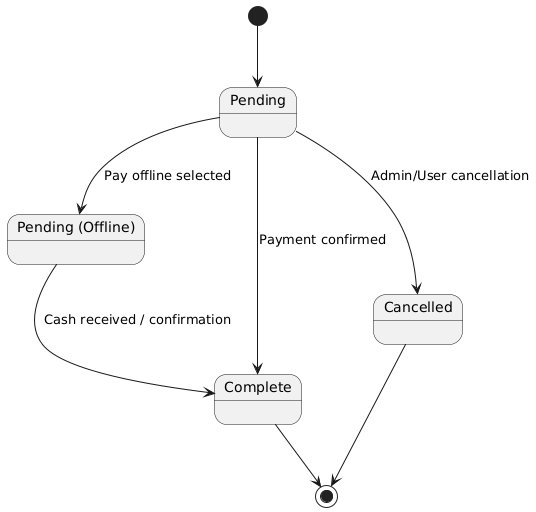 Pending
Pay offline selected
Admin/User cancellation
Pending (Offline)
Payment confirmed
Cancelled
Cash received / confirmation
Complete